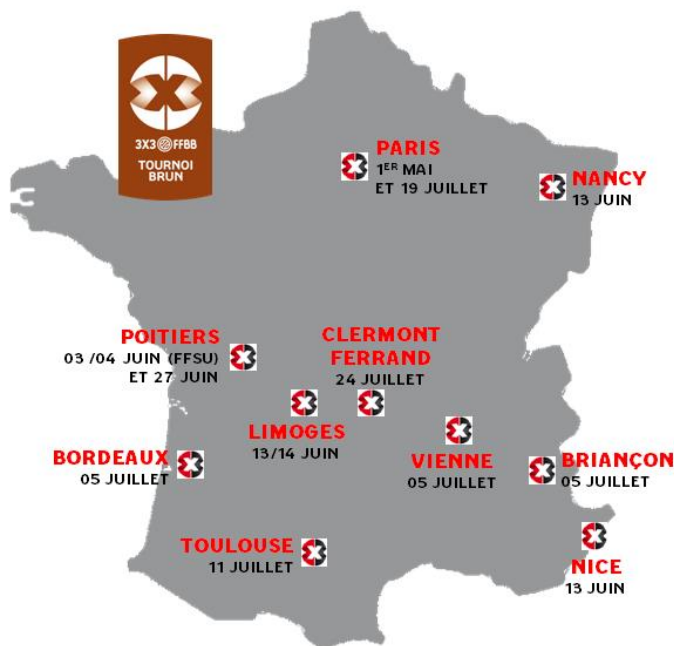 3X3 FFBB
TOURNOI
BRUN
PARIS
1ER MAI
ET 19 JUILLET
NANCY
13 JUIN
POITIERS
03 /04 JUIN (FFSU)
ET 27 JUIN
CLERMONT
FERRAND
24 JUILLET
LIMOGES
13/14 JUIN
BORDEAUX
05 JUILLET
VIENNE
05 JUILLET
BRIANÇON
05 JUILLET
TOULOUSE
11 JUILLET
NICE
13 JUIN